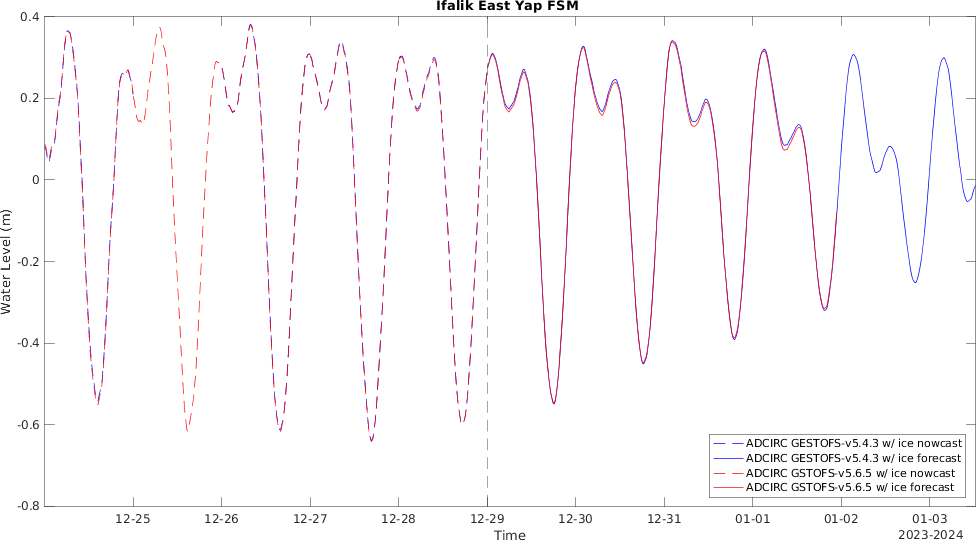 Ifalik East Yap FSM
0.4
0.2
0
-0.2
-0.4
-0.6
-0.8
Water Level (m)
ADCIRC GESTOFS-v5.4.3 w/ ice nowcast
ADCIRC GESTOFS-v5.4.3 w/ ice forecast
ADCIRC GSTOFS-v5.6.5 w/ ice nowcast
ADCIRC GSTOFS-v5.6.5 w/ ice forecast
12-25 12-26 12-27 12-28 12-29 12-30 12-31 01-01 01-02 01-03
Time
2023-2024